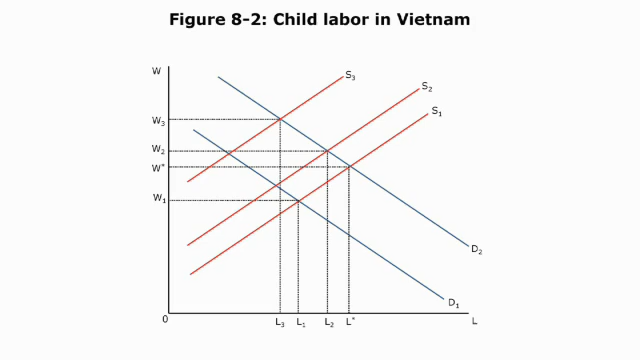 Figure 8-2: Child labor in Vietnam
W
S3
S2
S1
W3
W2
W*
W1
D2
D1
0
L3 L1 L2 L* L